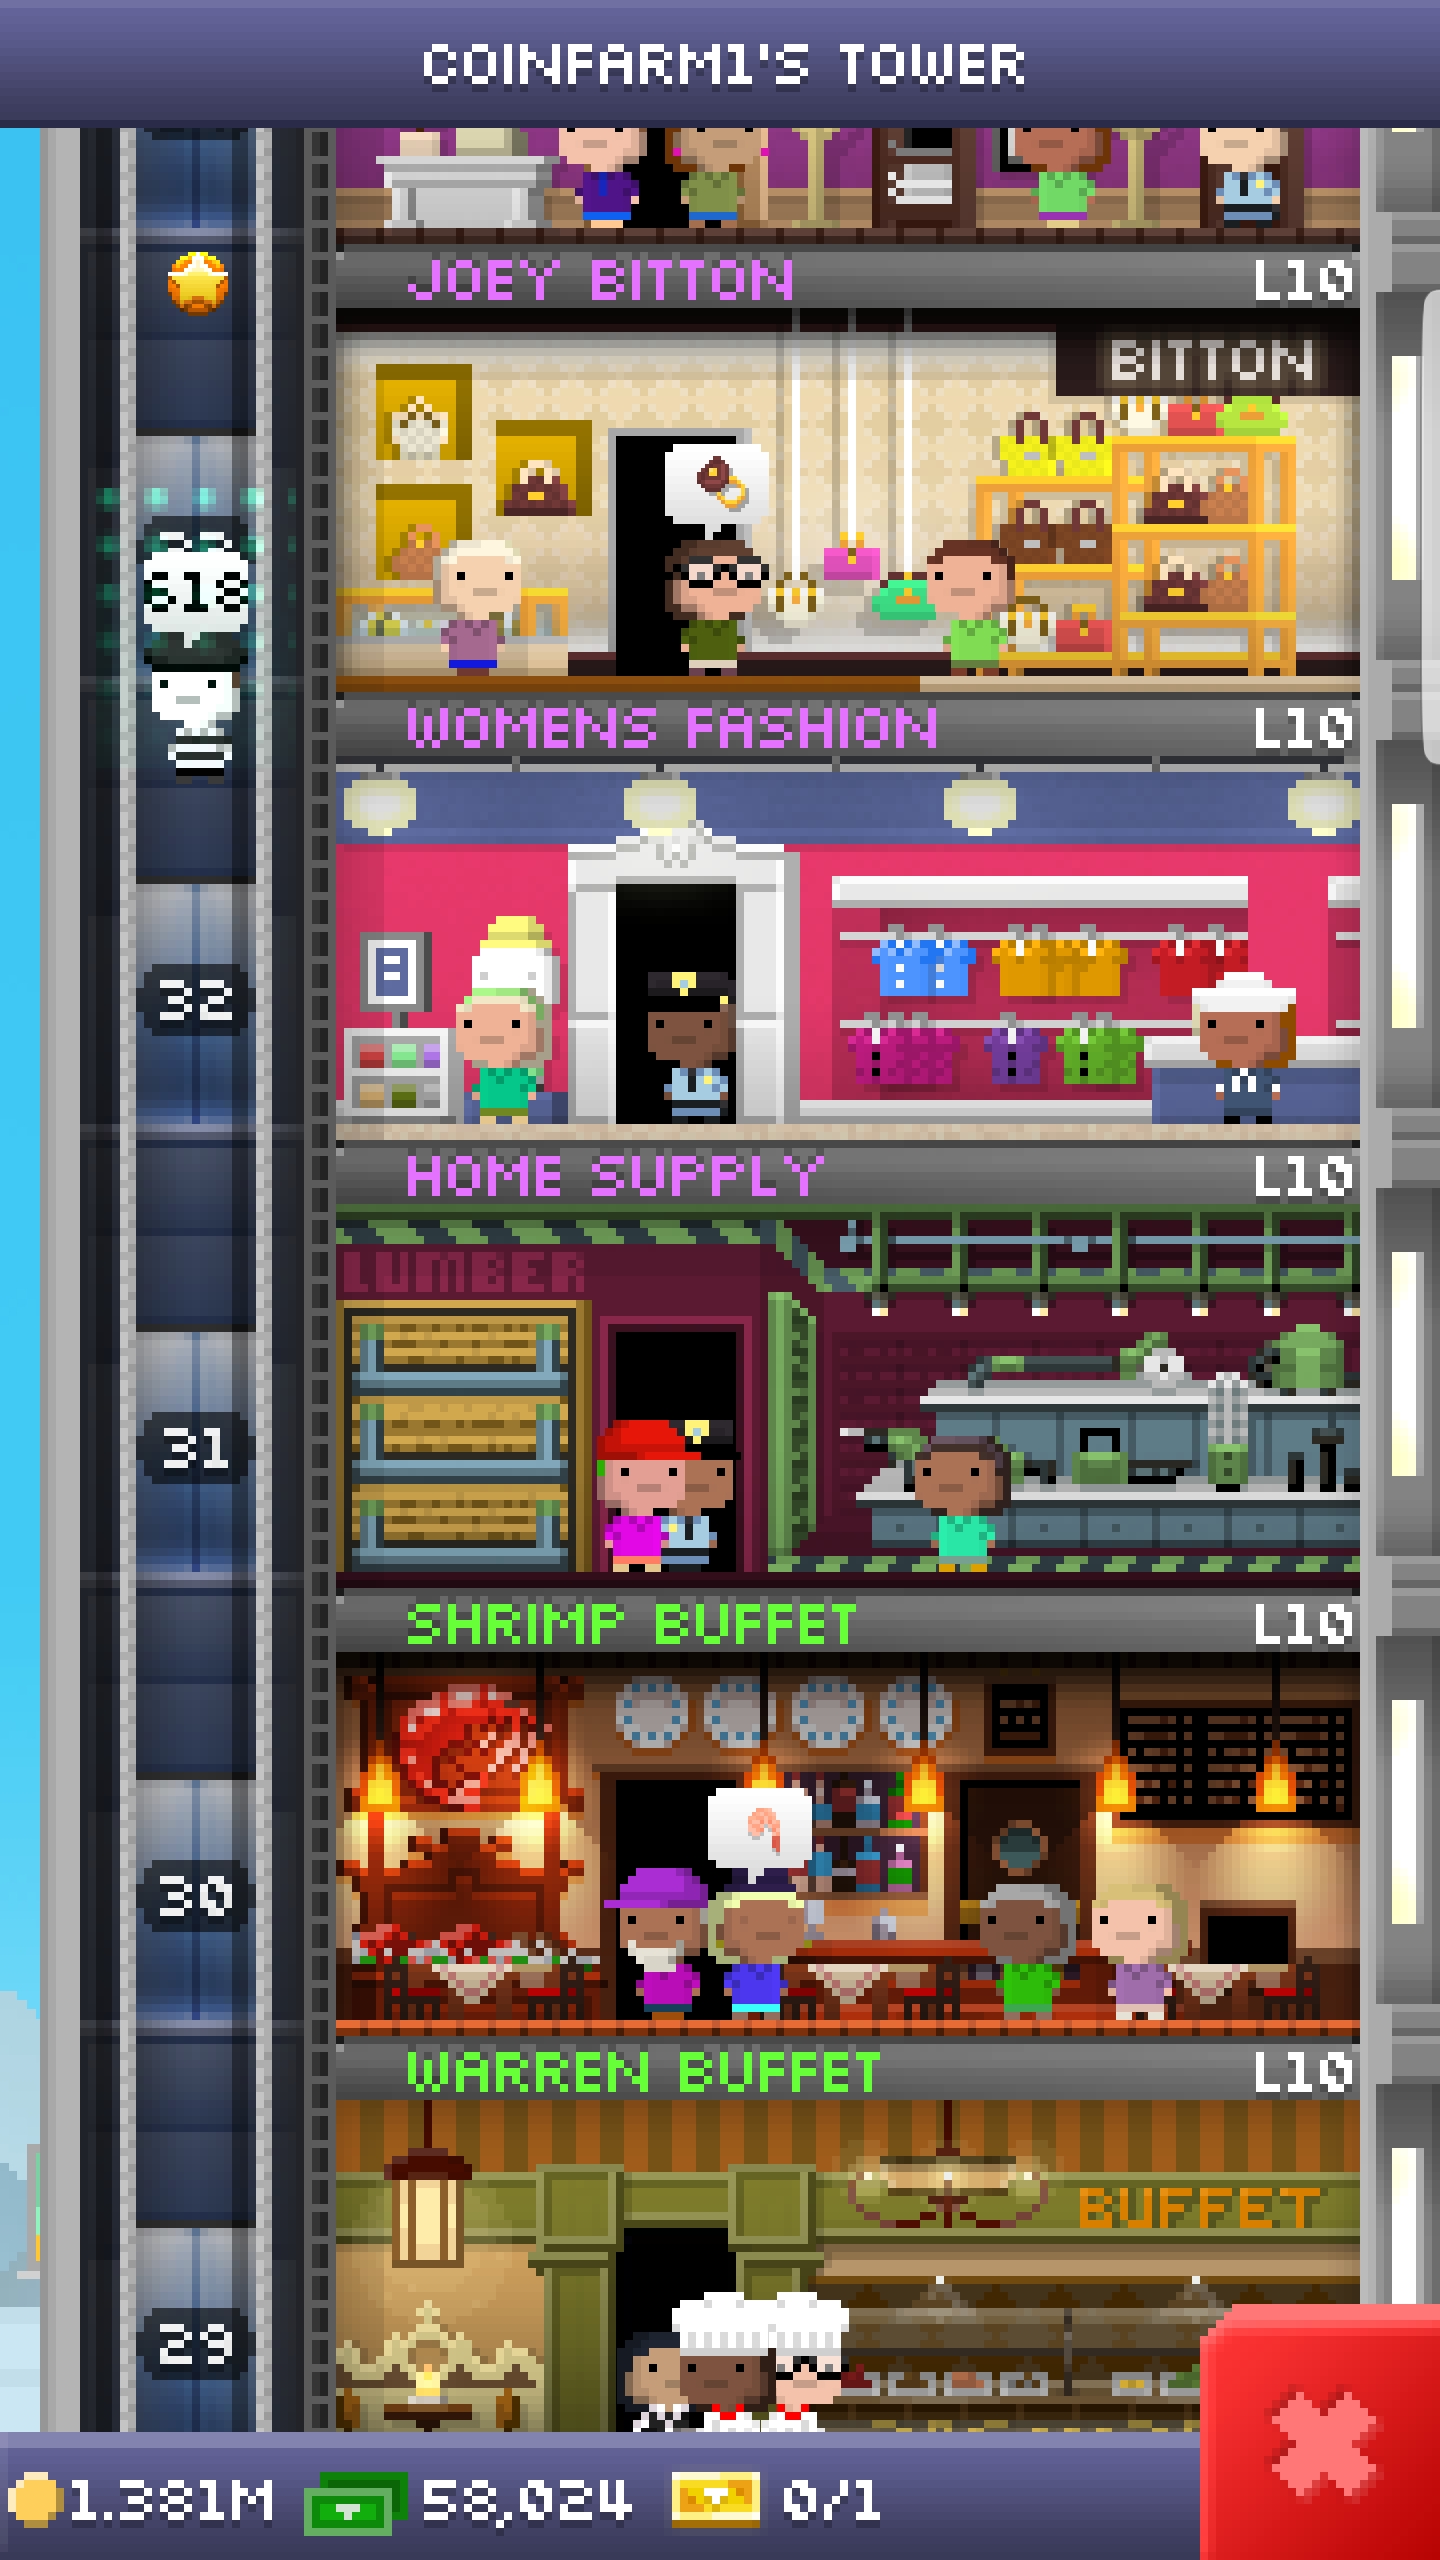 COINFARM1'S TOWER
JOEY BITTON L10
BITTON
618
WOMENS FASHION L10
32
HOME SUPPLY L10
LUMBER
31
SHRIMP BUFFET L10
30
WARREN BUFFET L10
BUFFET
29
1.381M 58,024 0/1